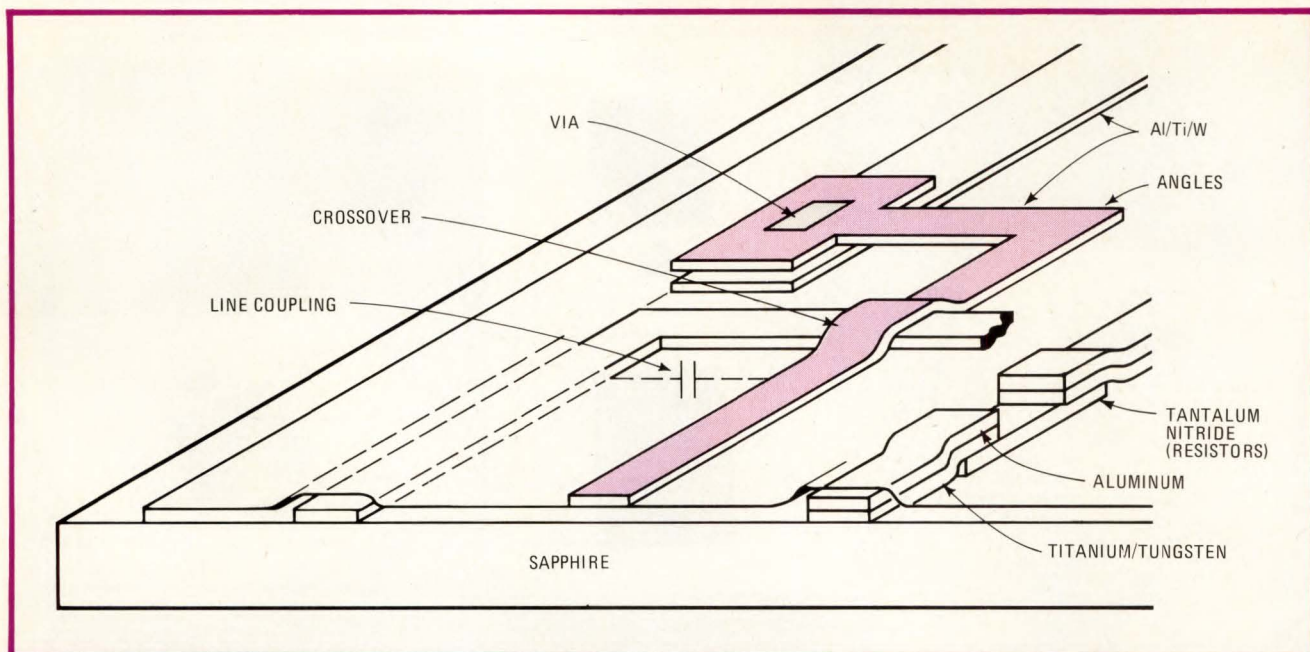 VIA
Al/Ti/W
ANGLES
CROSSOVER
LINE COUPLING
TANTALUM
NITRIDE
(RESISTORS)
ALUMINUM
TITANIUM/TUNGSTEN
SAPPHIRE